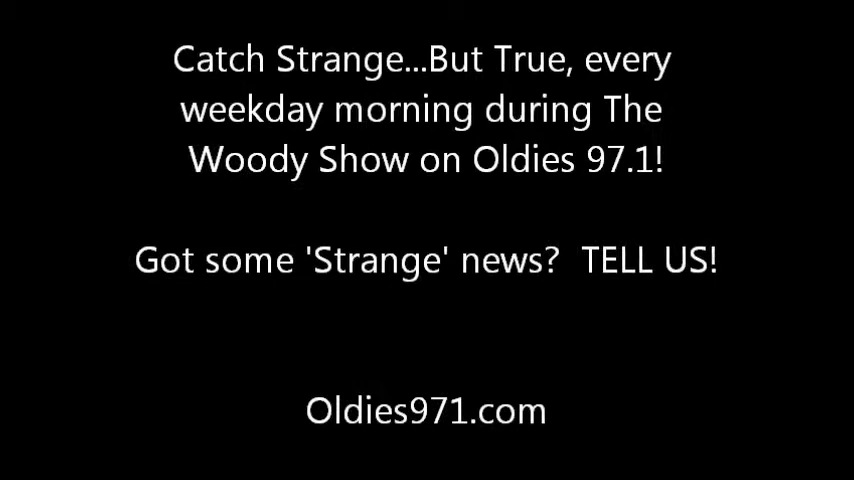 Catch Strange...But True, every
weekday morning during The
Woody Show on Oldies 97.1!
Got some 'Strange' news?  TELL US!
Oldies971.com